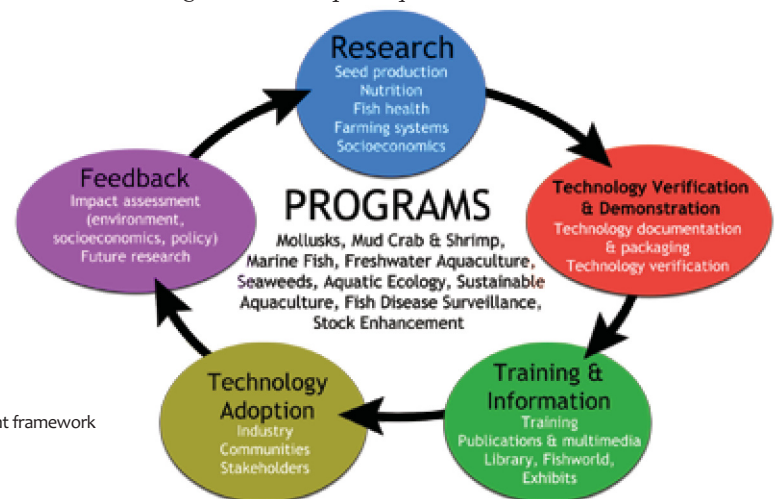 Research
Seed production
Nutrition
Fish health
Farming systems
Socioeconomics
Technology Verification
& Demonstration
Technology documentation
& packaging
Technology verification
Training &
Information
Training
Publications & multimedia
Library, Fishworld,
Exhibits
Technology
Adoption
Industry
Communities
Stakeholders
Feedback
Impact assessment
(environment,
socioeconomics, policy)
Future research
PROGRAMS
Mollusks, Mud Crab & Shrimp,
Marine Fish, Freshwater Aquaculture,
Seaweeds, Aquatic Ecology, Sustainable
Aquaculture, Fish Disease Surveillance,
Stock Enhancement
framework